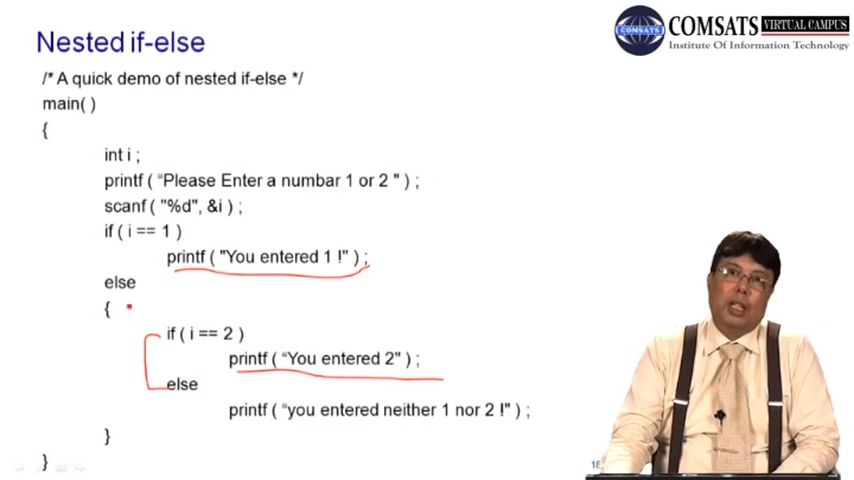 Nested if-else
COMSATS VIRTUAL CAMPUS
COMSATS
Institute Of Information Technology
/* A quick demo of nested if-else */
main( )
{
int i ;
printf ( “Please Enter a numbar 1 or 2 " ) ;
scanf ( "%d", &i ) ;
if ( i == 1 )
printf ( "You entered 1 !" ) ;
else
{
if ( i == 2 )
printf ( “You entered 2" ) ;
else
printf ( “you entered neither 1 nor 2 !" ) ;
}
}